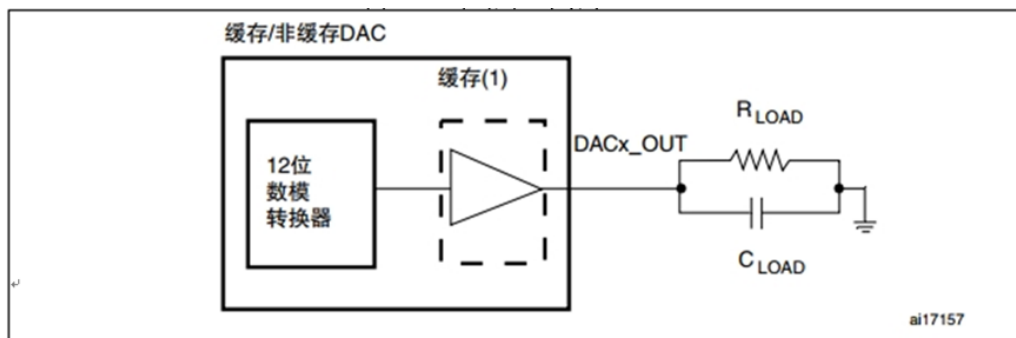 缓存/非缓存DAC
缓存(1)
12位
数模
转换器
DACx_OUT
RLOAD
CLOAD
ai17157